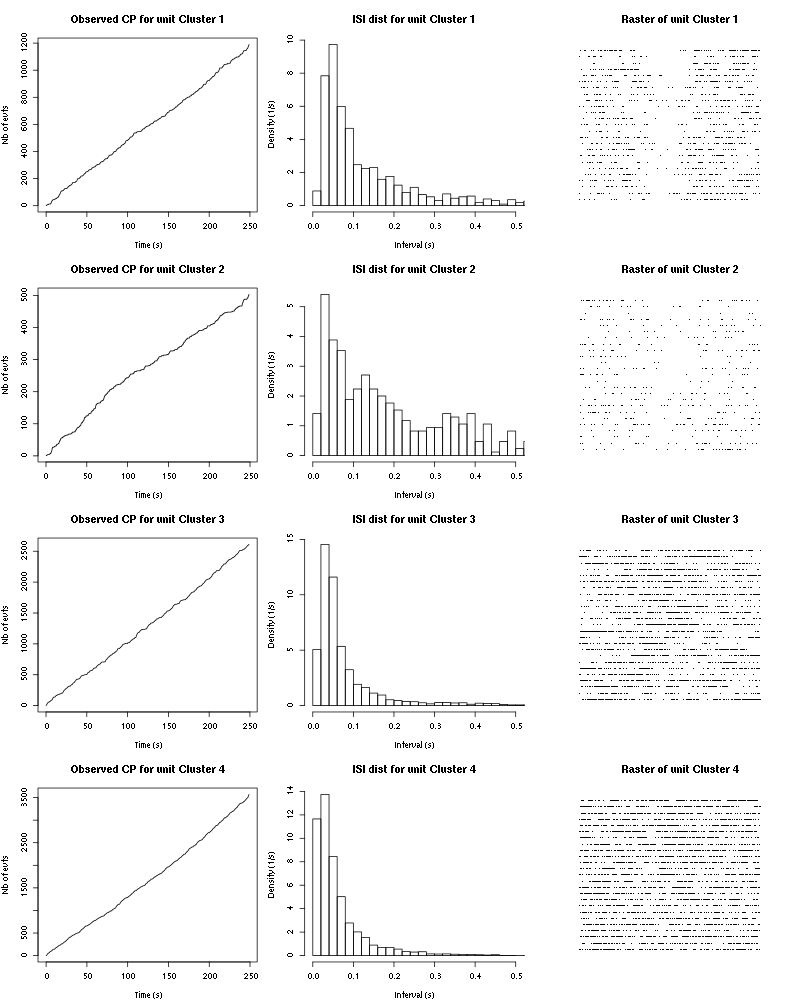 Observed CP for unit Cluster 1
ISI dist for unit Cluster 1
Raster of unit Cluster 1
Nb of evts
0 200 400 600 800 1000 1200
0 50 100 150 200 250
Time (s)
Density (1/s)
0 2 4 6 8 10
0.0 0.1 0.2 0.3 0.4 0.5
Interval (s)
Observed CP for unit Cluster 2
ISI dist for unit Cluster 2
Raster of unit Cluster 2
Nb of evts
0 100 200 300 400 500
0 50 100 150 200 250
Time (s)
Density (1/s)
0 1 2 3 4 5
0.0 0.1 0.2 0.3 0.4 0.5
Interval (s)
Observed CP for unit Cluster 3
ISI dist for unit Cluster 3
Raster of unit Cluster 3
Nb of evts
0 500 1000 1500 2000 2500
0 50 100 150 200 250
Time (s)
Density (1/s)
0 5 10 15
0.0 0.1 0.2 0.3 0.4 0.5
Interval (s)
Observed CP for unit Cluster 4
ISI dist for unit Cluster 4
Raster of unit Cluster 4
Nb of evts
0 500 1500 2500 3500
0 50 100 150 200 250
Time (s)
Density (1/s)
0 2 4 6 8 10 12 14
0.0 0.1 0.2 0.3 0.4 0.5
Interval (s)